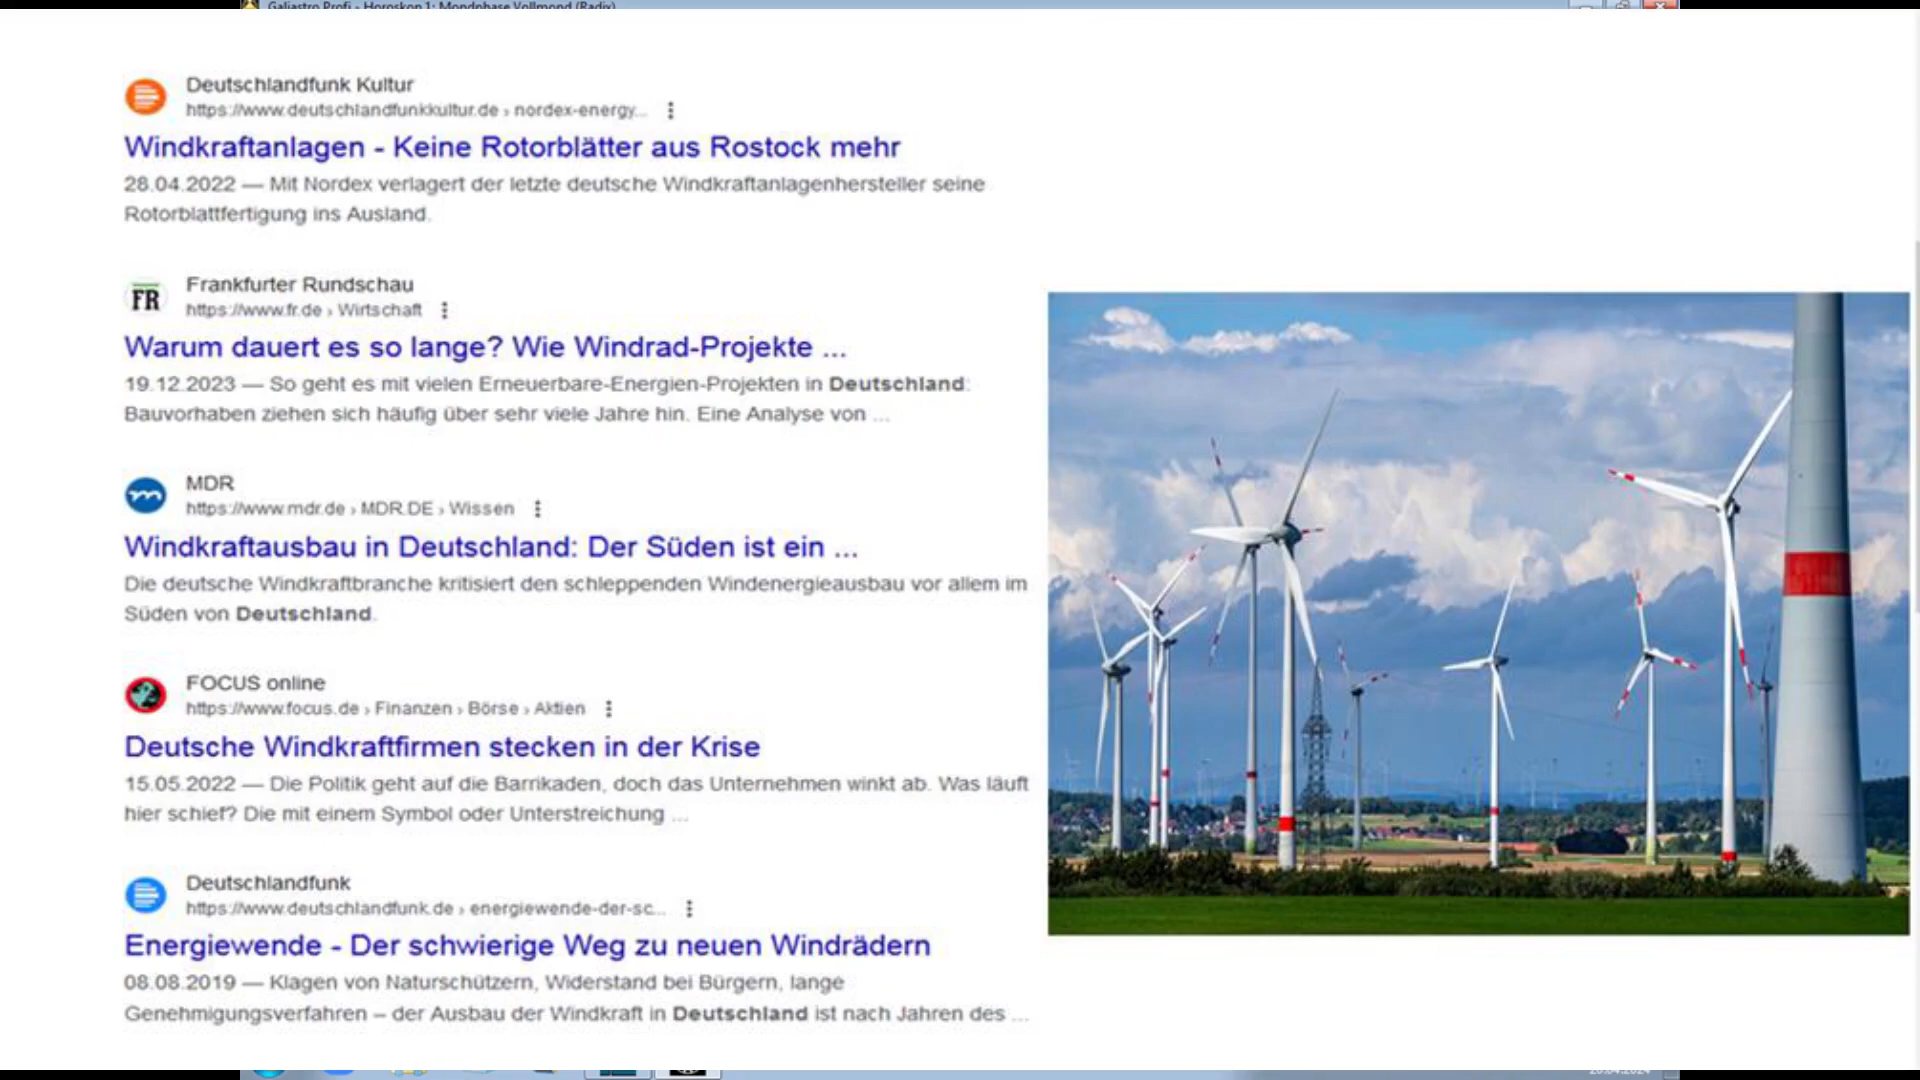 Galiastro Profi - Horoskop 1: Mondphase Vollmond (Radix)
Deutschlandfunk Kultur
https://www.deutschlandfunkkultur.de › nordex-energy...
Windkraftanlagen - Keine Rotorblätter aus Rostock mehr
28.04.2022 — Mit Nordex verlagert der letzte deutsche Windkraftanlagenhersteller seine
Rotorblattfertigung ins Ausland.
FR
Frankfurter Rundschau
https://www.fr.de › Wirtschaft
Warum dauert es so lange? Wie Windrad-Projekte ...
19.12.2023 — So geht es mit vielen Erneuerbare-Energien-Projekten in Deutschland:
Bauvorhaben ziehen sich häufig über sehr viele Jahre hin. Eine Analyse von ...
MDR
https://www.mdr.de › MDR.DE › Wissen
Windkraftausbau in Deutschland: Der Süden ist ein ...
Die deutsche Windkraftbranche kritisiert den schleppenden Windenergieausbau vor allem im
Süden von Deutschland.
FOCUS online
https://www.focus.de › Finanzen › Börse › Aktien
Deutsche Windkraftfirmen stecken in der Krise
15.05.2022 — Die Politik geht auf die Barrikaden, doch das Unternehmen winkt ab. Was läuft
hier schief? Die mit einem Symbol oder Unterstreichung ...
Deutschlandfunk
https://www.deutschlandfunk.de › energiewende-der-sc...
Energiewende - Der schwierige Weg zu neuen Windrädern
08.08.2019 — Klagen von Naturschützern, Widerstand bei Bürgern, lange
Genehmigungsverfahren – der Ausbau der Windkraft in Deutschland ist nach Jahren des ...